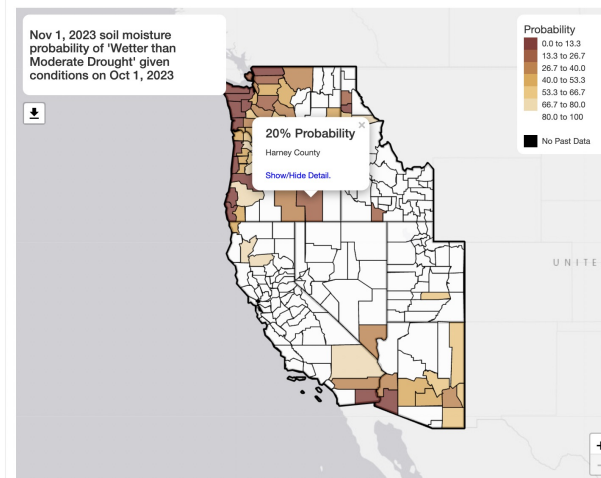 Nov 1, 2023 soil moisture
probability of 'Wetter than
Moderate Drought' given
conditions on Oct 1, 2023
Probability
0.0 to 13.3
13.3 to 26.7
26.7 to 40.0
40.0 to 53.3
53.3 to 66.7
66.7 to 80.0
80.0 to 100
No Past Data
×
20% Probability
Harney County
Show/Hide Detail.
UNITE
+
-